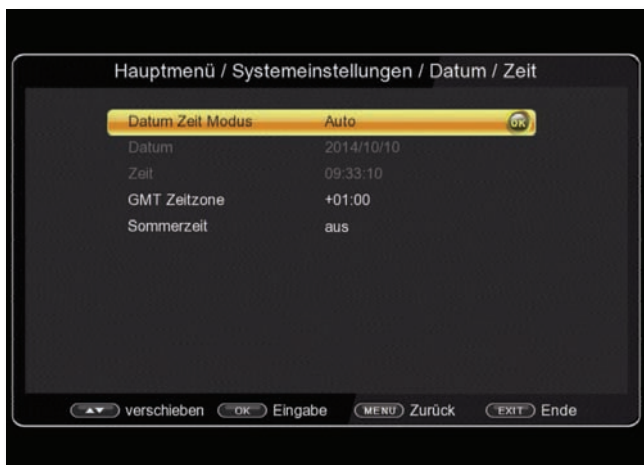 Hauptmenü / Systemeinstellungen / Datum / Zeit
Datum Zeit Modus Auto OK
Datum 2014/10/10
Zeit 09:33:10
GMT Zeitzone +01:00
Sommerzeit aus
verschieben OK Eingabe MENU Zurück EXIT Ende